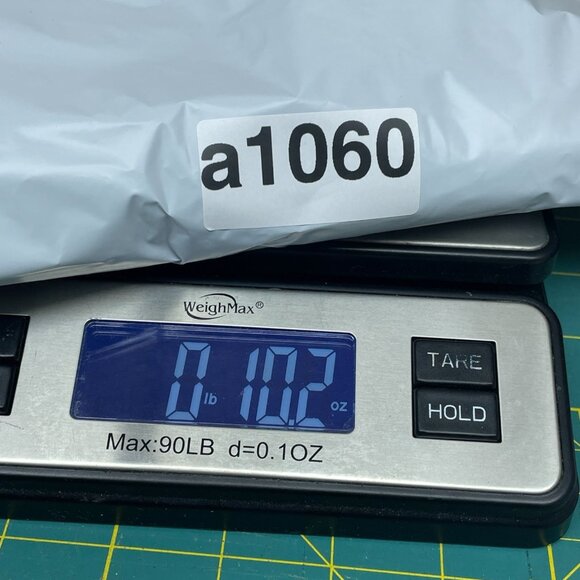 a1060
WeighMax®
0 lb 10.2 oz
TARE
HOLD
Max:90LB d=0.1OZ